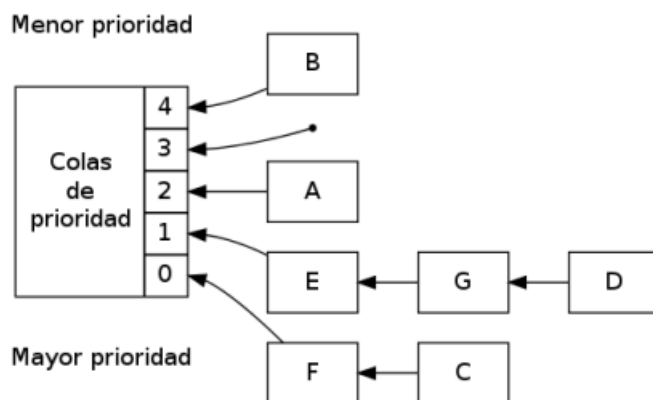 Menor prioridad
B
4
3
Colas
de
prioridad
2
A
1
0
E
G
D
Mayor prioridad
F
C